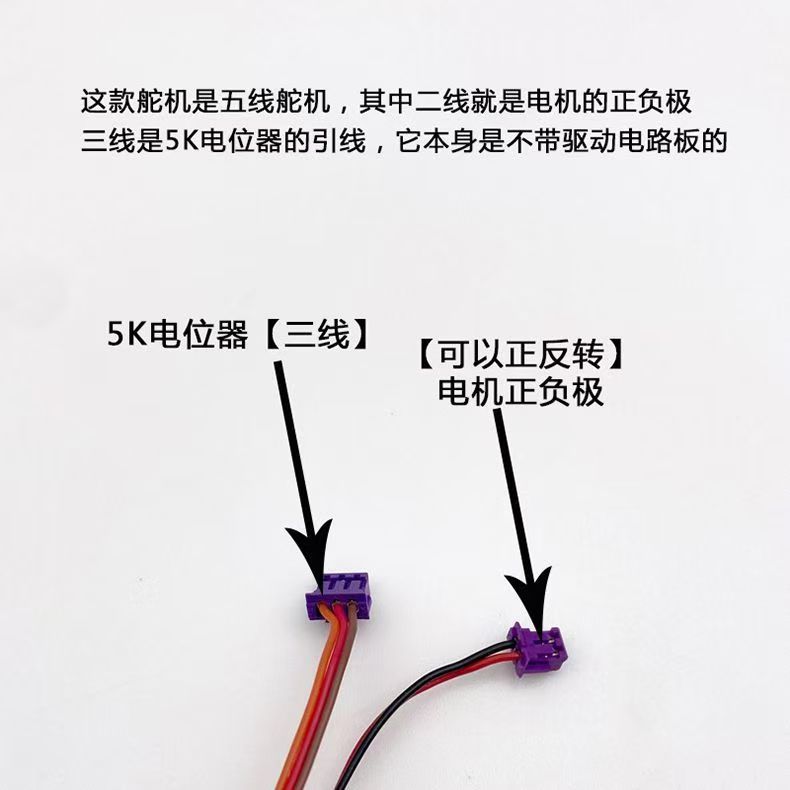 这款舵机是五线舵机，其中二线就是电机的正负极
三线是5K电位器的引线，它本身是不带驱动电路板的
5K电位器【三线】
【可以正反转】
电机正负极